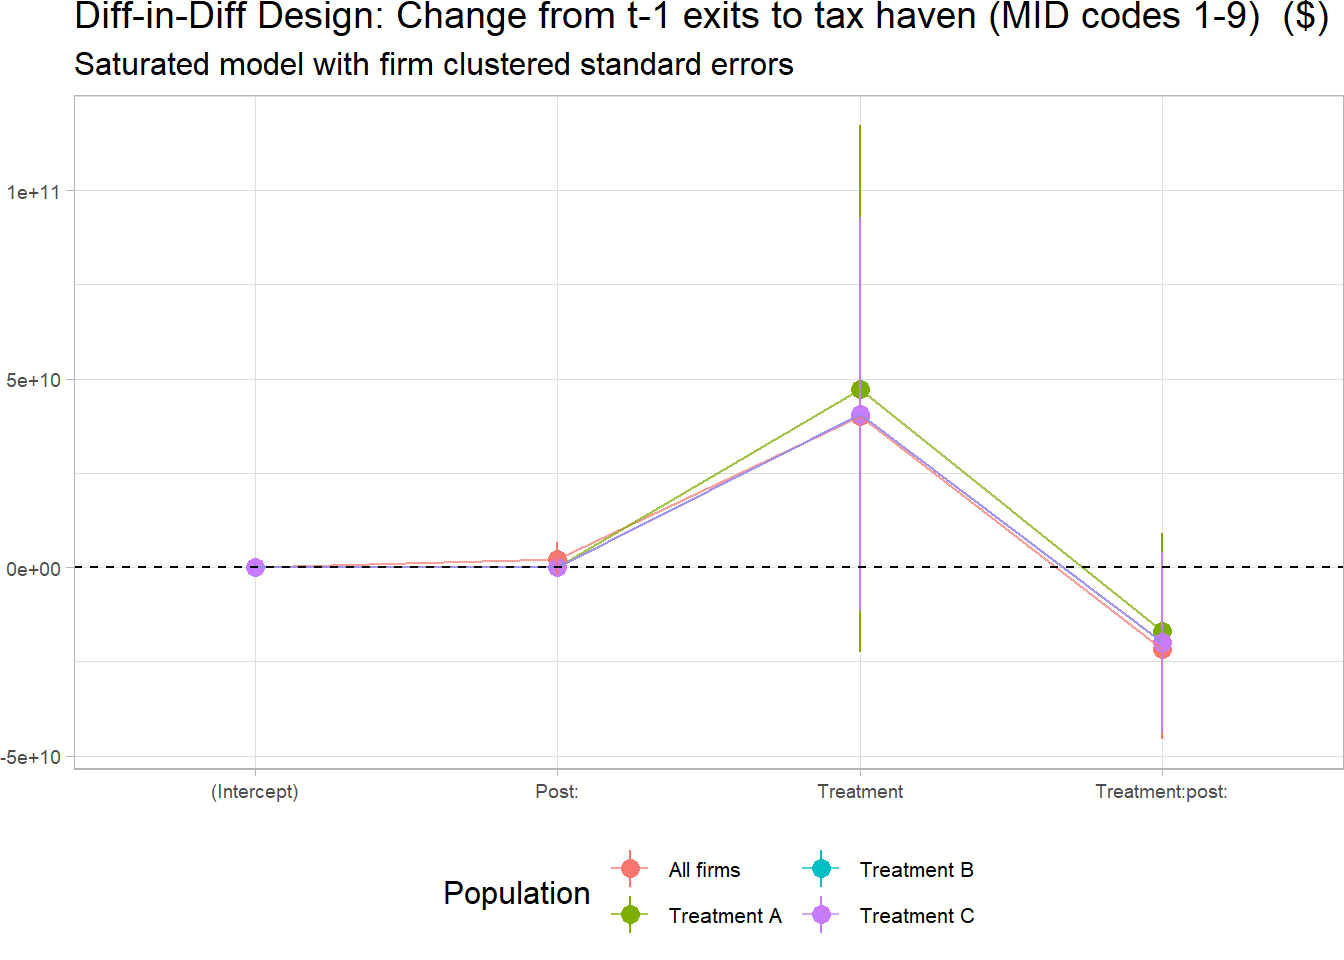 Diff-in-Diff Design: Change from t-1 exits to tax haven (MID codes 1-9)  ($)
Saturated model with firm clustered standard errors
1e+11
5e+10
0e+00
-5e+10
(Intercept)
Post:
Treatment
Treatment:post:
Population
All firms
Treatment A
Treatment B
Treatment C